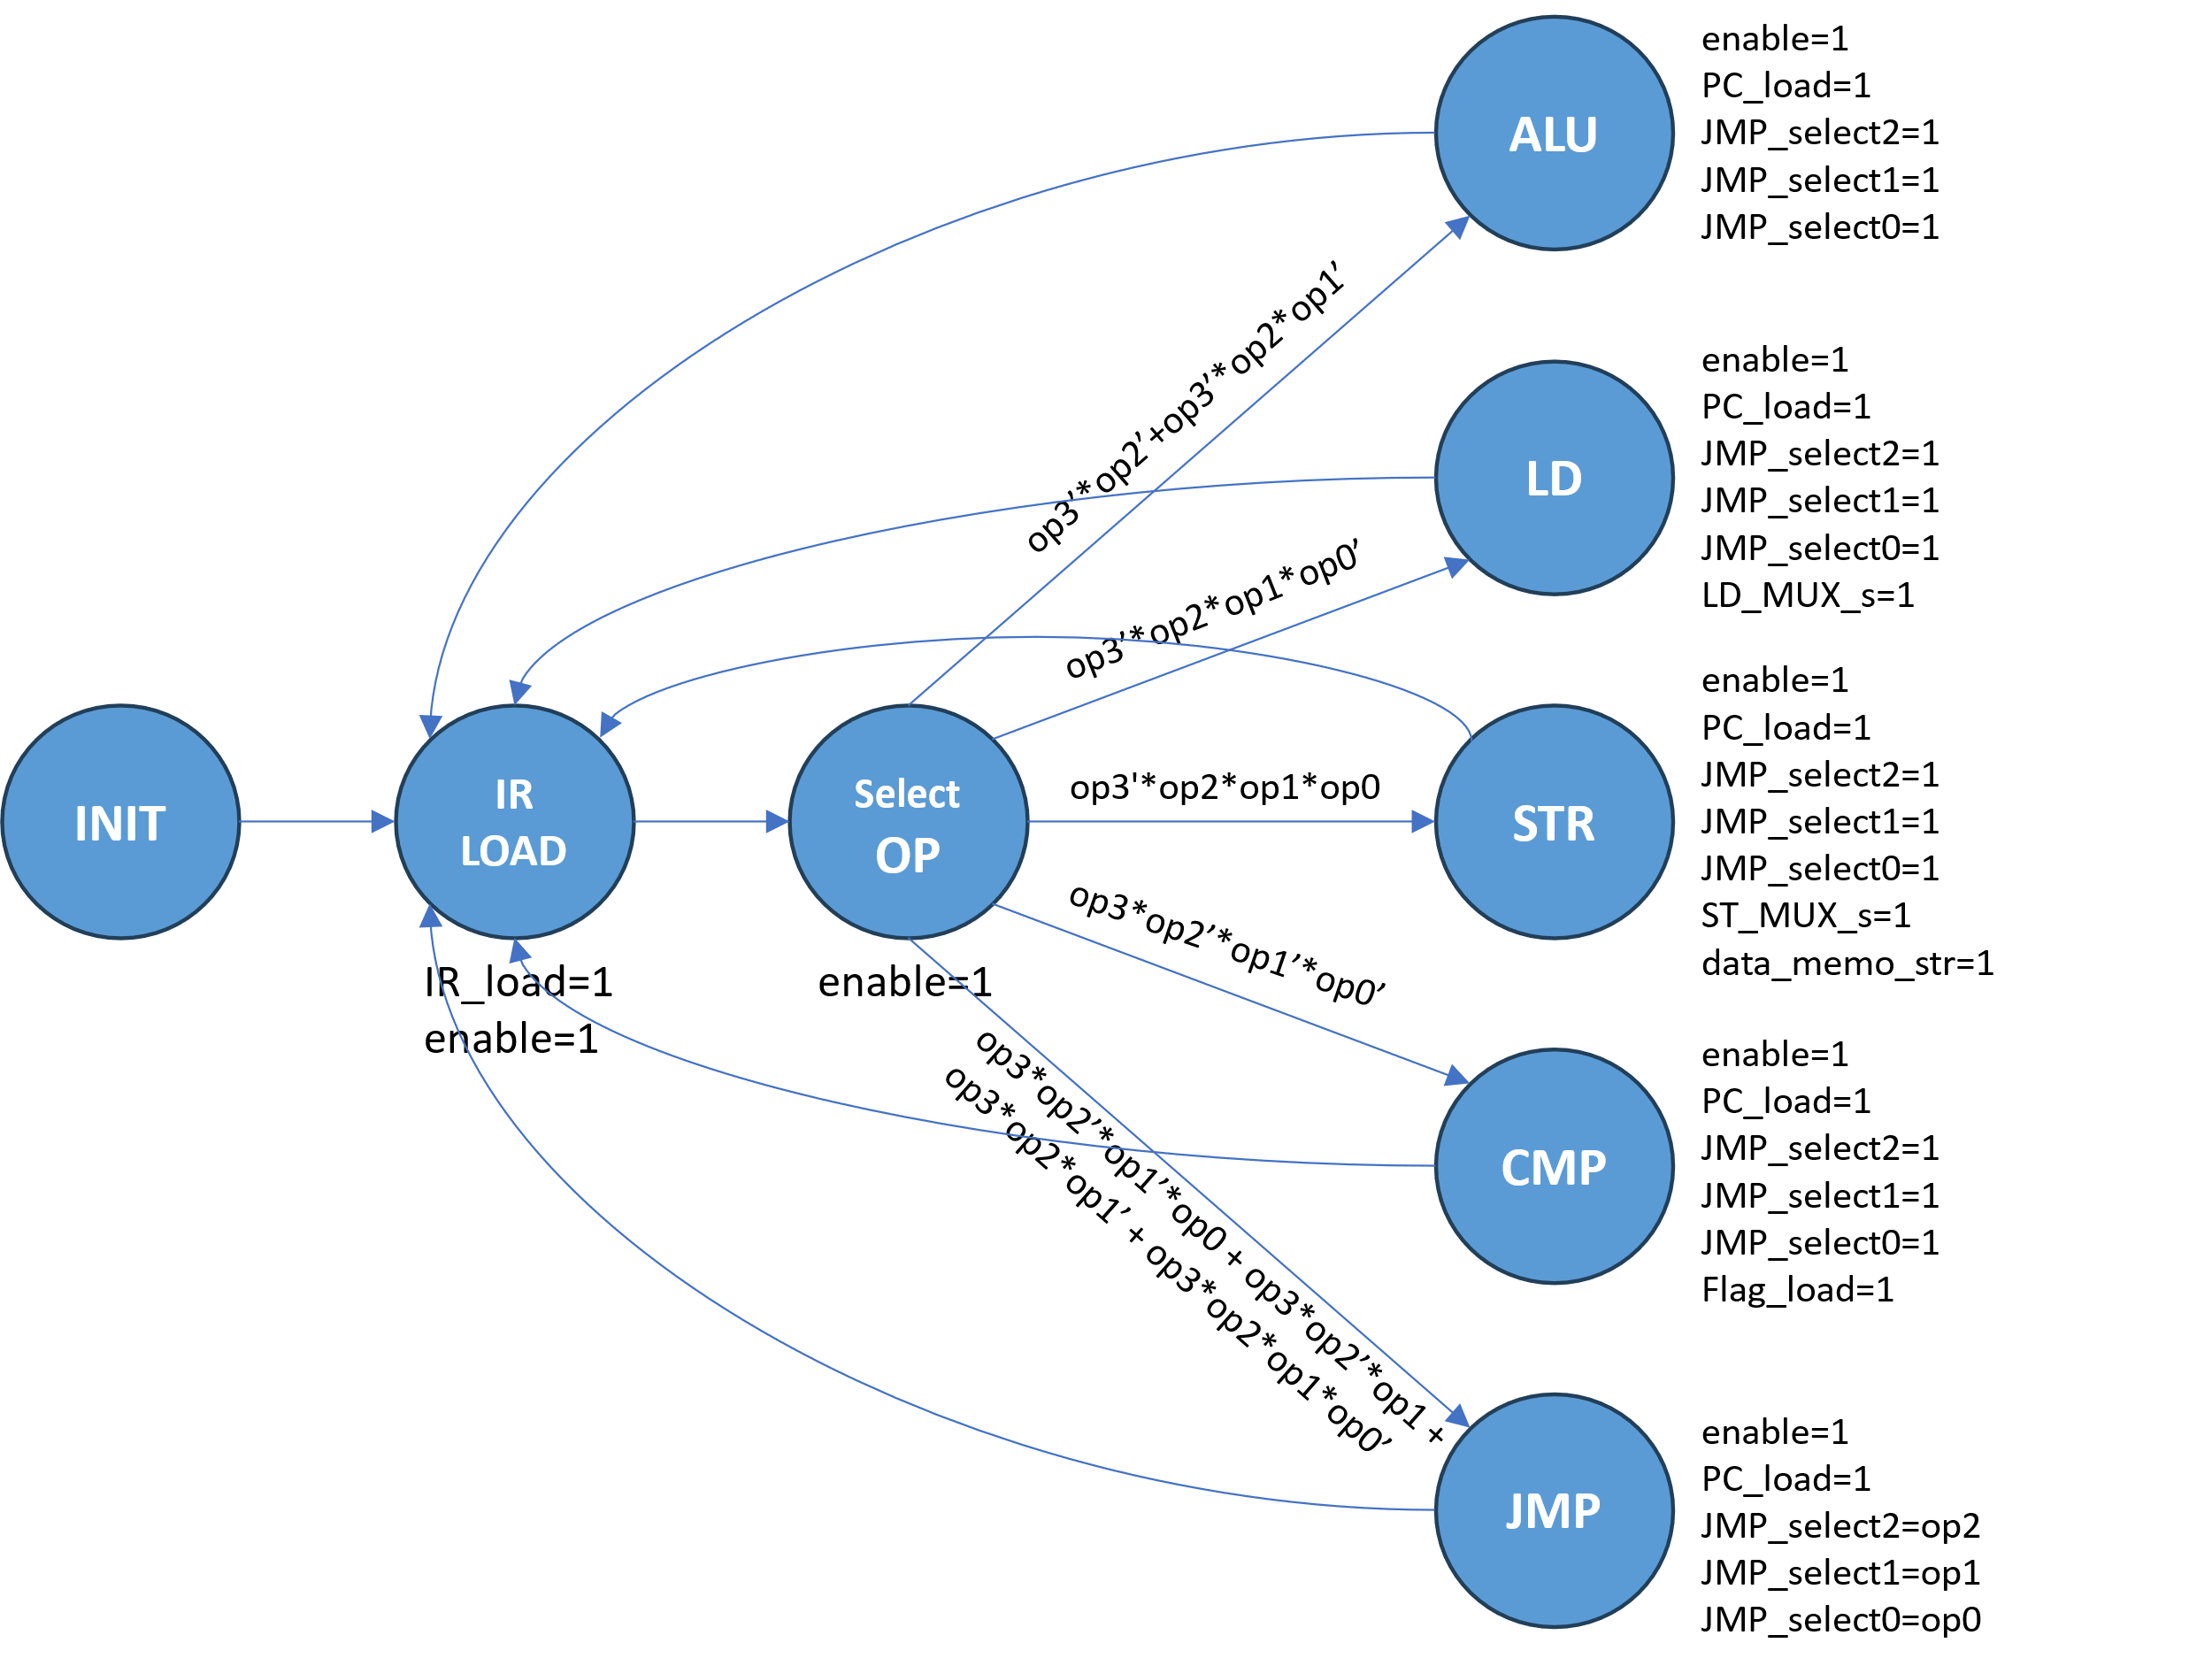 INIT
IR
LOAD
IR_load=1
enable=1
Select
OP
enable=1
op3’*op2’+op3’*op2*op1’
op3’*op2*op1*op0’
op3'*op2*op1*op0
op3*op2’*op1’*op0’
op3*op2’*op1’*op0 + op3*op2’*op1 +
op3*op2*op1’ + op3*op2*op1*op0’
ALU
enable=1
PC_load=1
JMP_select2=1
JMP_select1=1
JMP_select0=1
LD
enable=1
PC_load=1
JMP_select2=1
JMP_select1=1
JMP_select0=1
LD_MUX_s=1
STR
enable=1
PC_load=1
JMP_select2=1
JMP_select1=1
JMP_select0=1
ST_MUX_s=1
data_memo_str=1
CMP
enable=1
PC_load=1
JMP_select2=1
JMP_select1=1
JMP_select0=1
Flag_load=1
JMP
enable=1
PC_load=1
JMP_select2=op2
JMP_select1=op1
JMP_select0=op0